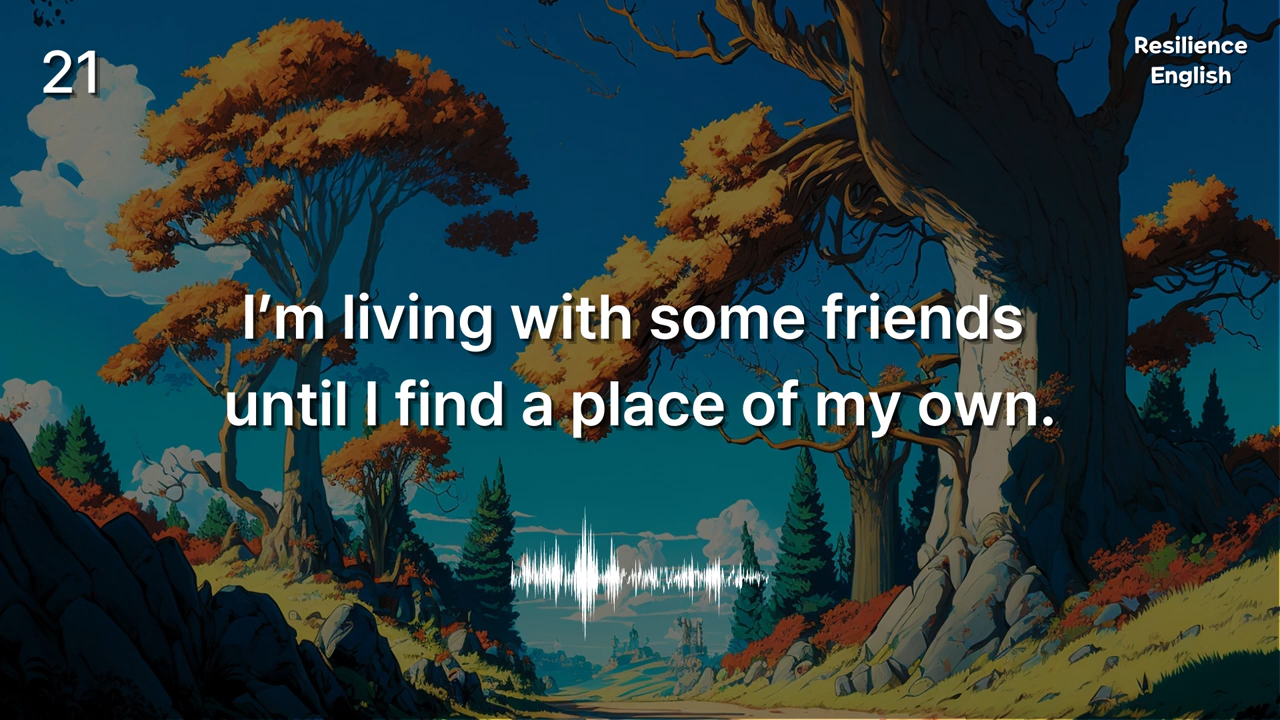 21
Resilience
English
I’m living with some friends
until I find a place of my own.